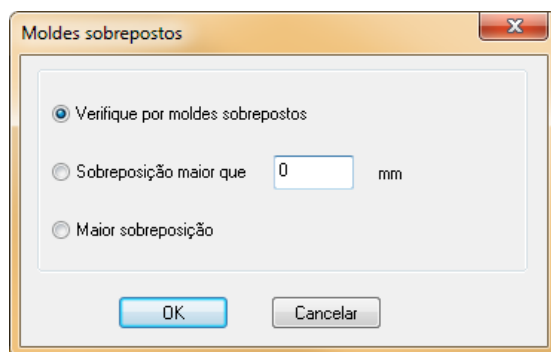 Moldes sobrepostos
Verifique por moldes sobrepostos
Sobreposição maior que 0 mm
Maior sobreposição
OK Cancelar